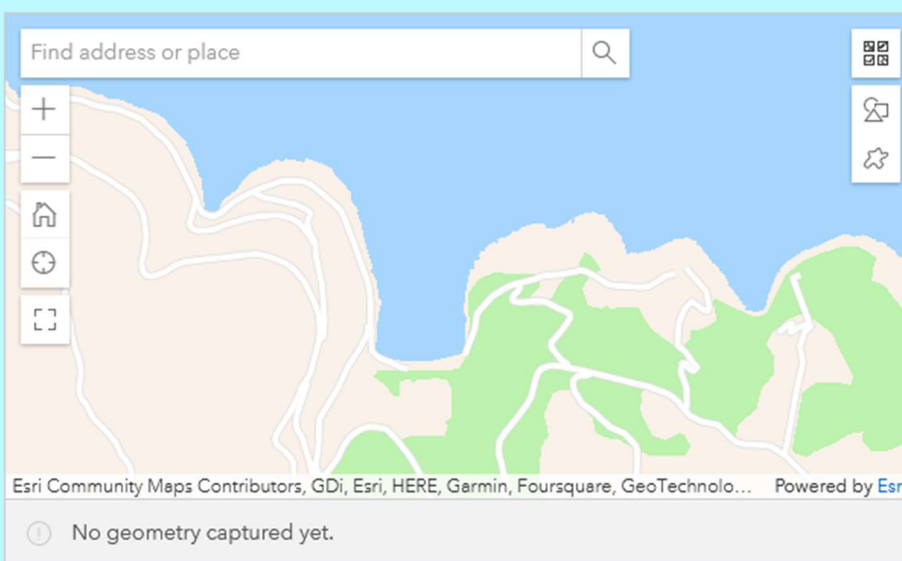 Find address or place
Esri Community Maps Contributors, GDi, Esri, HERE, Garmin, Foursquare, GeoTechnolo... Powered by Esr
No geometry captured yet.